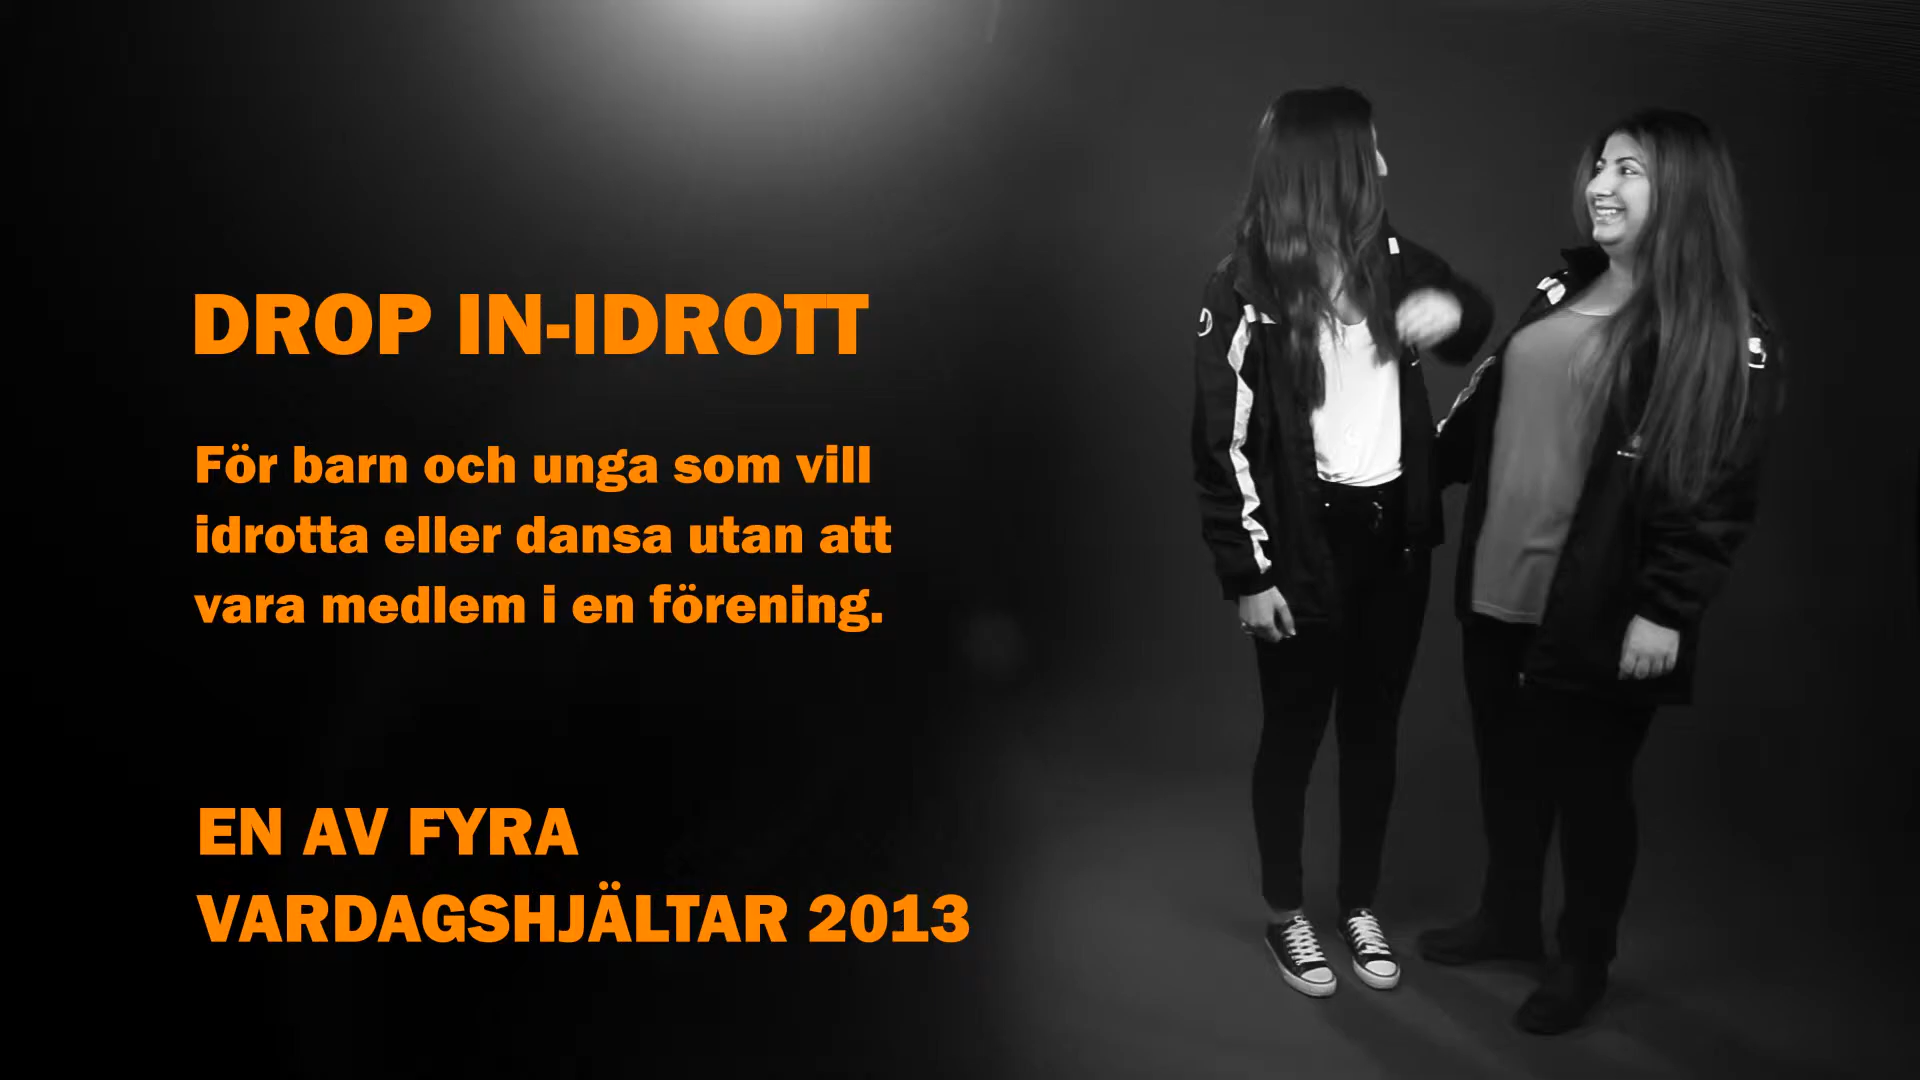 DROP IN-IDROTT
För barn och unga som vill
idrotta eller dansa utan att
vara medlem i en förening.
EN AV FYRA
VARDAGSHJÄLTAR 2013